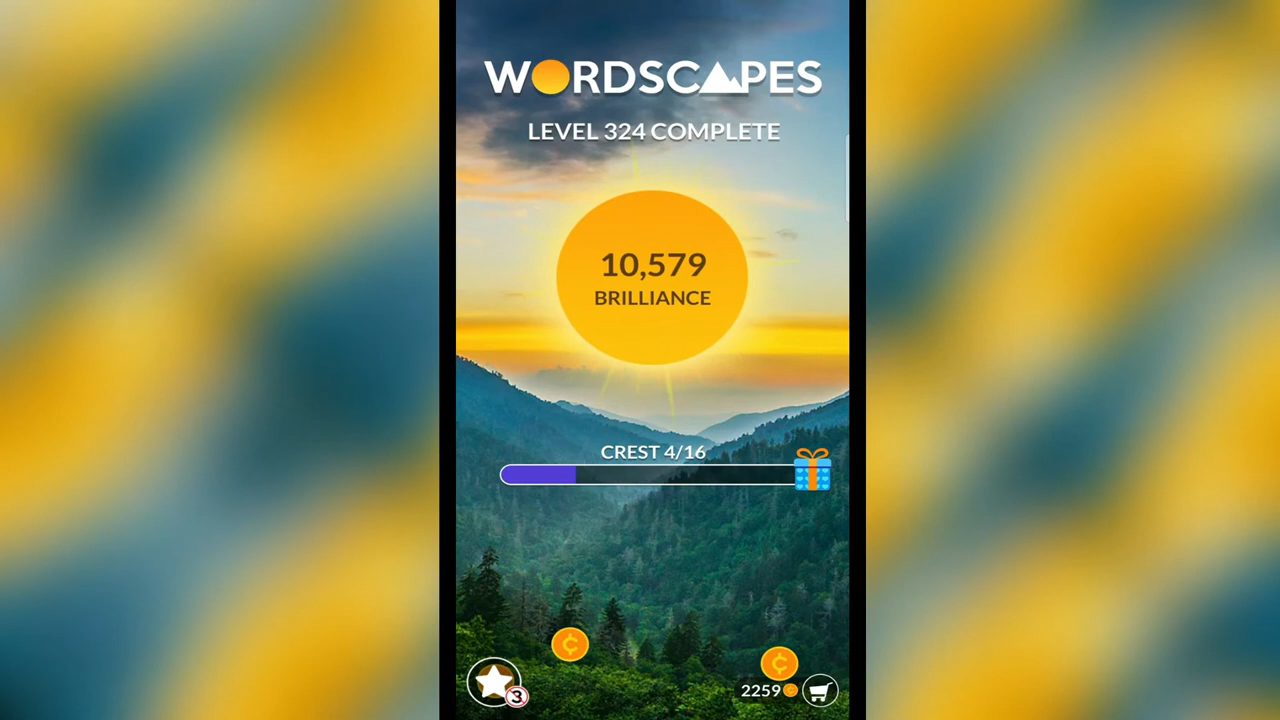 WORDSCAPES
LEVEL 324 COMPLETE
10,579
BRILLIANCE
CREST 4/16
3
2259